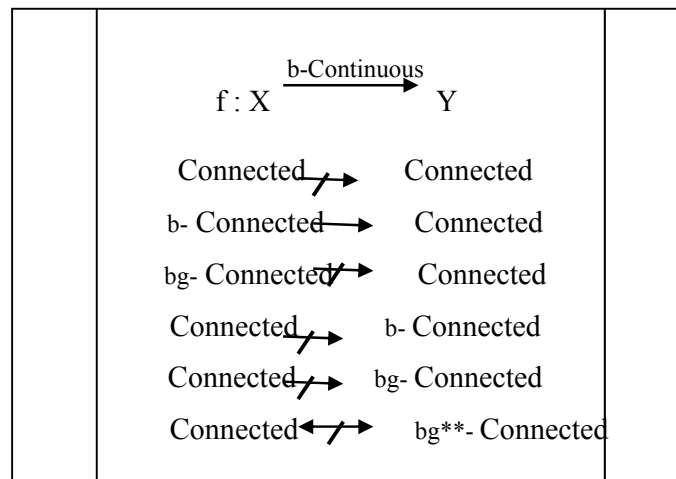 b-Continuous
f : X Y
Connected Connected
b- Connected Connected
bg- Connected Connected
Connected b- Connected
Connected bg- Connected
Connected bg**- Connected